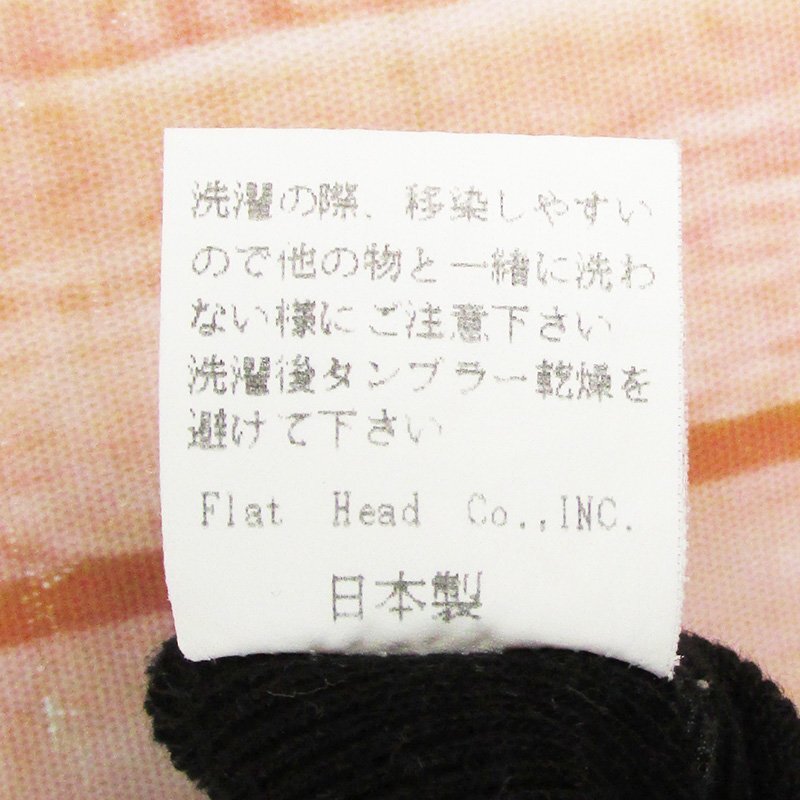 洗濯の際、移染しやすい
ので他の物と一緒に洗わ
ない様にご注意下さい
洗濯後タンブラー乾燥を
避けて下さい
Flat Head Co.,INC.
日本製